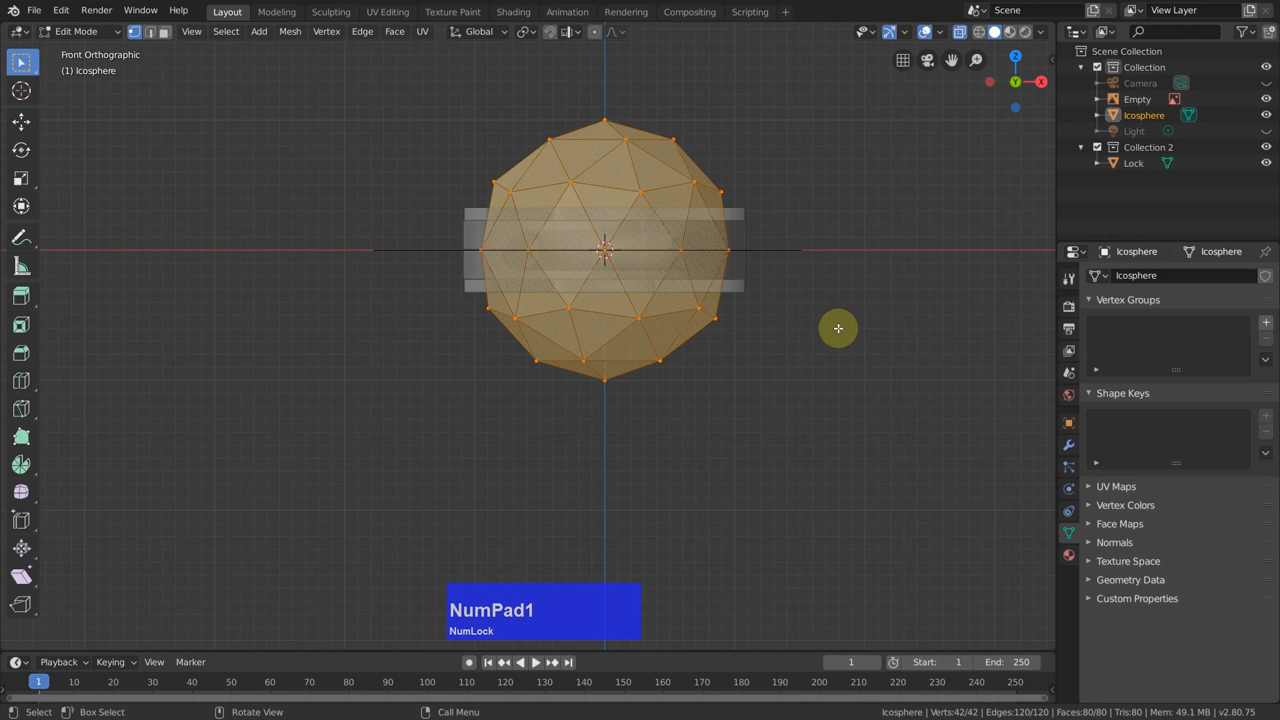 File Edit Render Window Help Layout Modeling Sculpting UV Editing Texture Paint Shading Animation Rendering Compositing Scripting + Scene View Layer
Edit Mode View Select Add Mesh Vertex Edge Face UV Global
Front Orthographic
(1) Icosphere
Z
Y
X
Scene Collection
Collection
Camera
Empty
Icosphere
Light
Collection 2
Lock
Icosphere Icosphere
Icosphere
Vertex Groups
Shape Keys
UV Maps
Vertex Colors
Face Maps
Normals
Texture Space
Geometry Data
Custom Properties
NumPad1
NumLock
Playback Keying View Marker 1 Start: 1 End: 250
1 10 20 30 40 50 60 70 80 90 100 110 120 130 140 150 160 170 180 190 200 210 220 230 240 250
Select Box Select Rotate View Call Menu Icosphere | Verts:42/42 | Edges:120/120 | Faces:80/80 | Tris:80 | Mem: 49.1 MB | v2.80.75